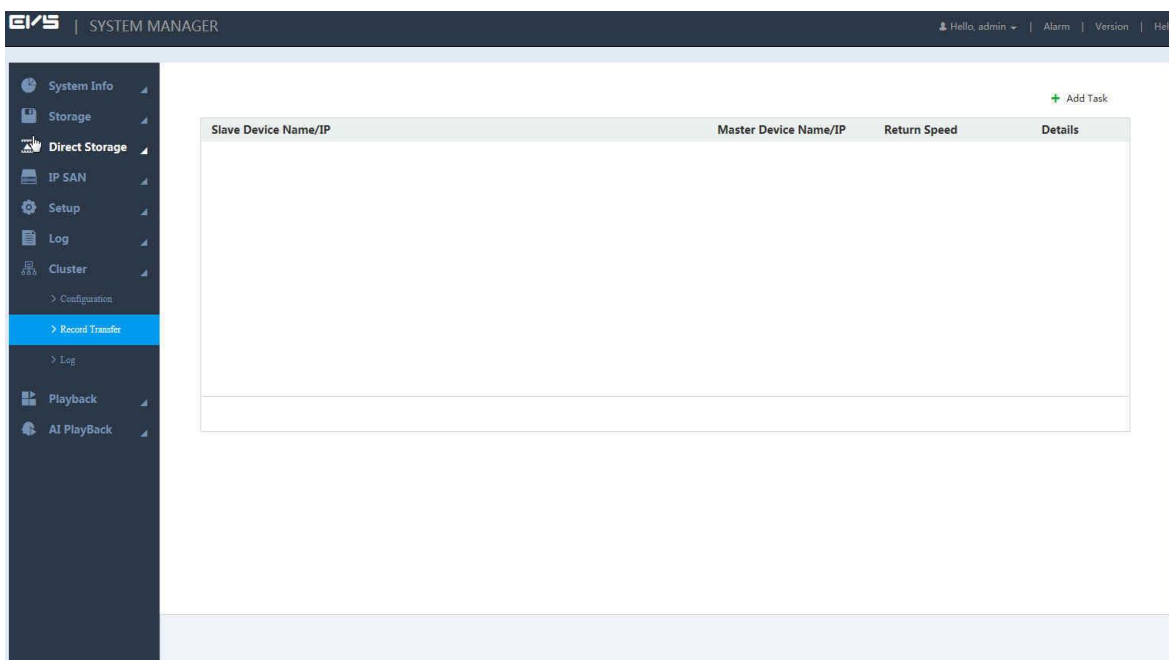 EVS | SYSTEM MANAGER
Hello, admin | Alarm | Version | Hel
System Info
Storage
Direct Storage
IP SAN
Setup
Log
Cluster
> Configuration
> Record Transfer
> Log
Playback
AI PlayBack
+ Add Task
Slave Device Name/IP Master Device Name/IP Return Speed Details